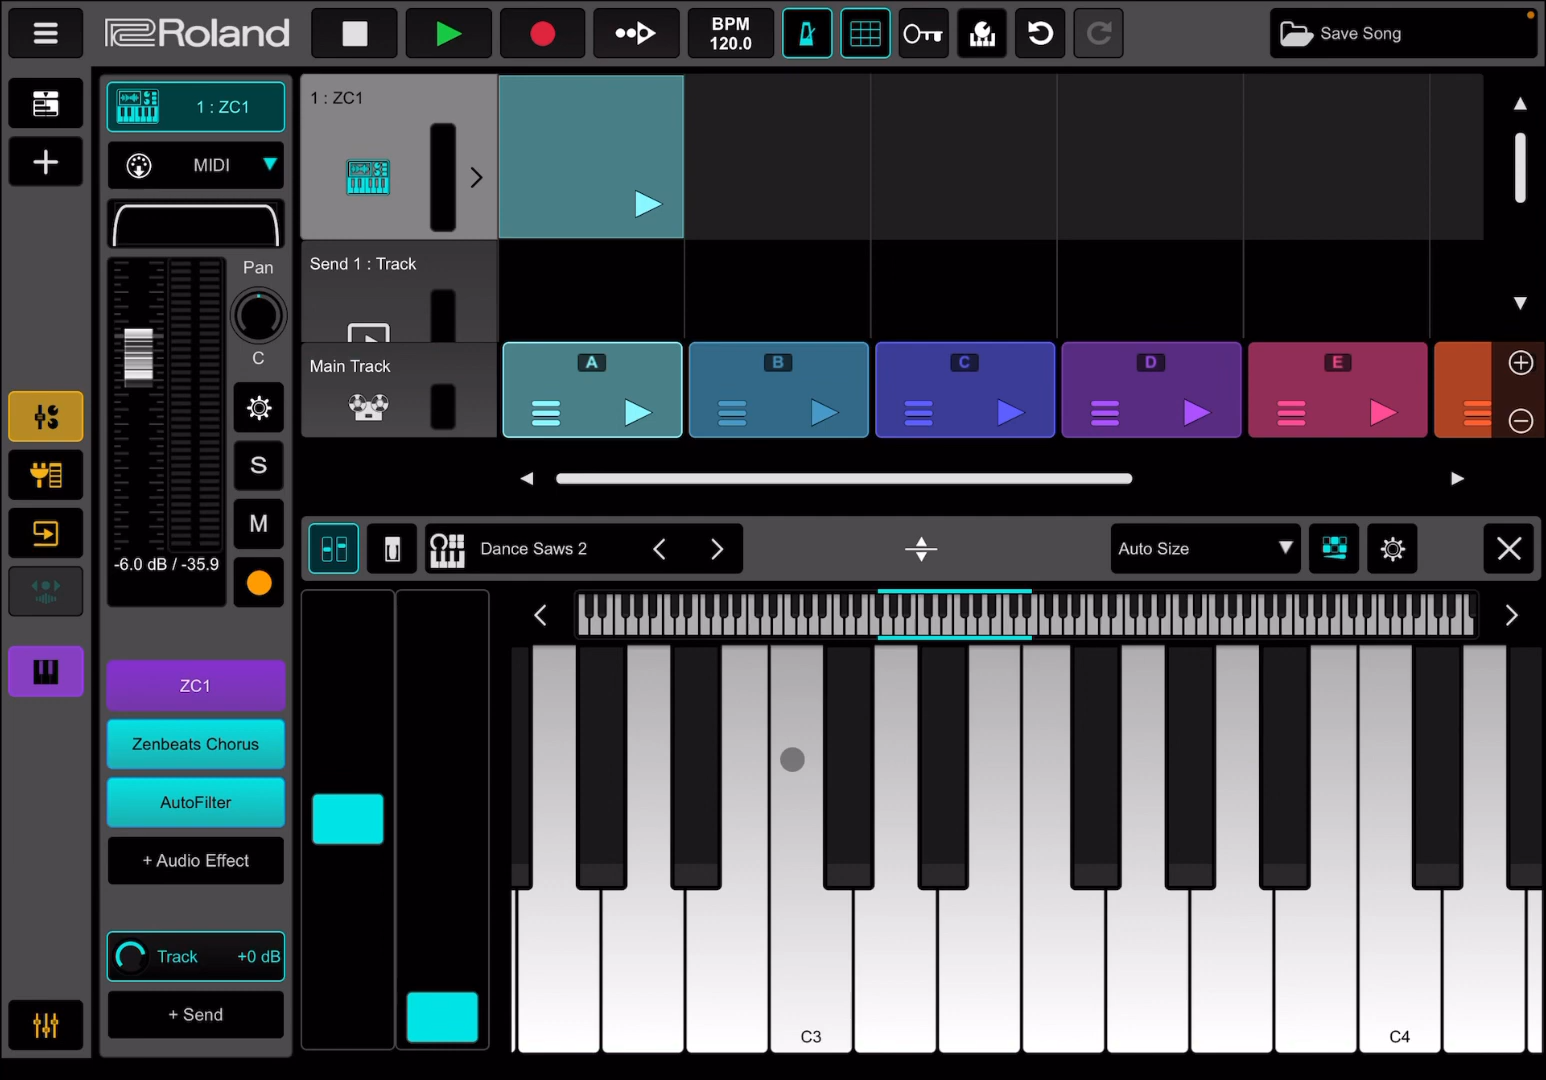 Roland
BPM
120.0
Save Song
1 : ZC1
MIDI
Pan
C
S
M
-6.0 dB / -35.9
ZC1
Zenbeats Chorus
AutoFilter
+ Audio Effect
Track +0 dB
+ Send
1 : ZC1
Send 1 : Track
Main Track
A
B
C
D
E
Dance Saws 2
Auto Size
C3
C4